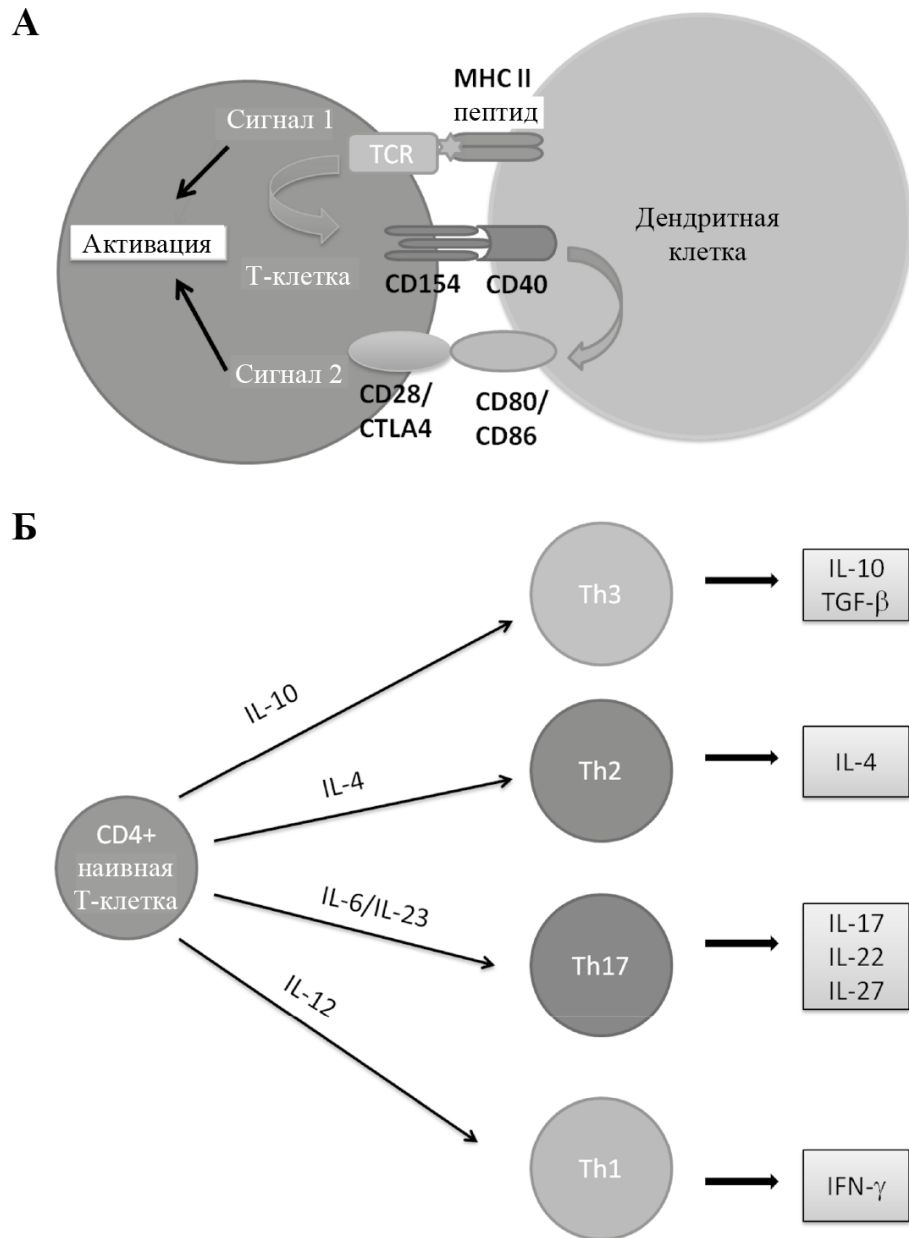 А
MHC II
пептид
Сигнал 1
TCR
Активация
Дендритная
клетка
Т-клетка
CD154
CD40
Сигнал 2
CD28/
CTLA4
CD80/
CD86
Б
Th3
IL-10
TGF-β
IL-10
IL-4
Th2
IL-4
CD4+
наивная
Т-клетка
IL-6/IL-23
Th17
IL-17
IL-22
IL-27
IL-12
Th1
IFN-γ